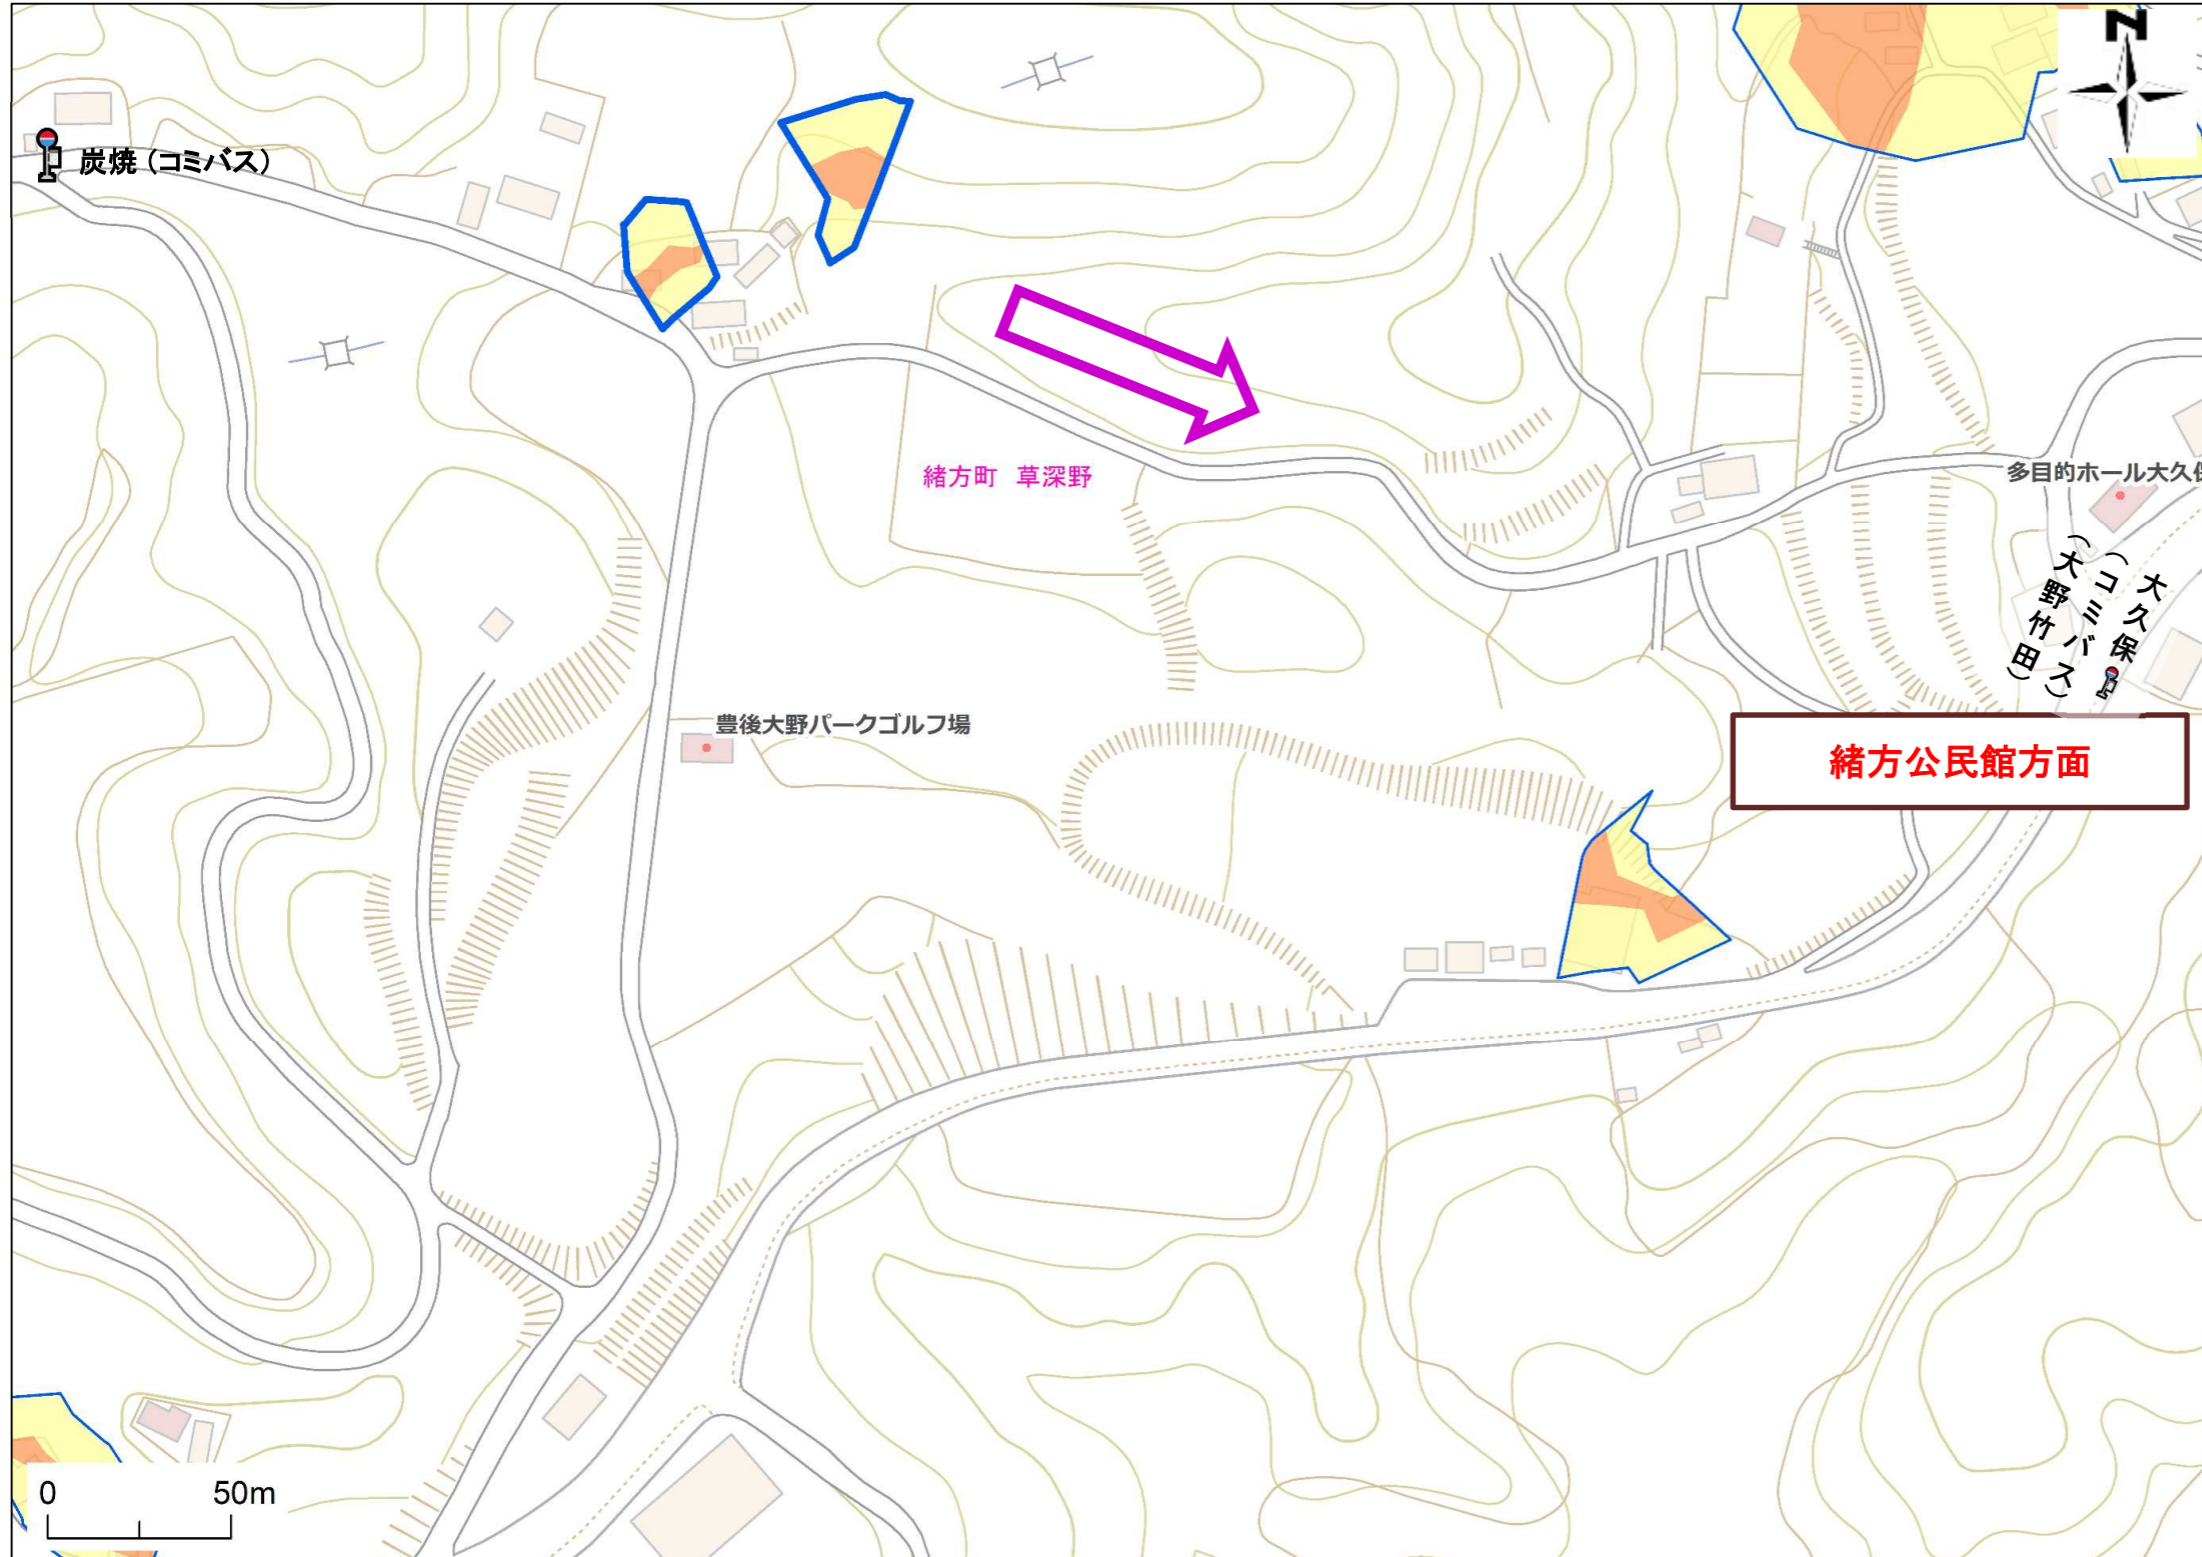 N
炭焼（コミバス）
緒方町　草深野
多目的ホール大久保
大久保
（コミバス）
（大野竹田）
豊後大野パークゴルフ場
緒方公民館方面
0 50m